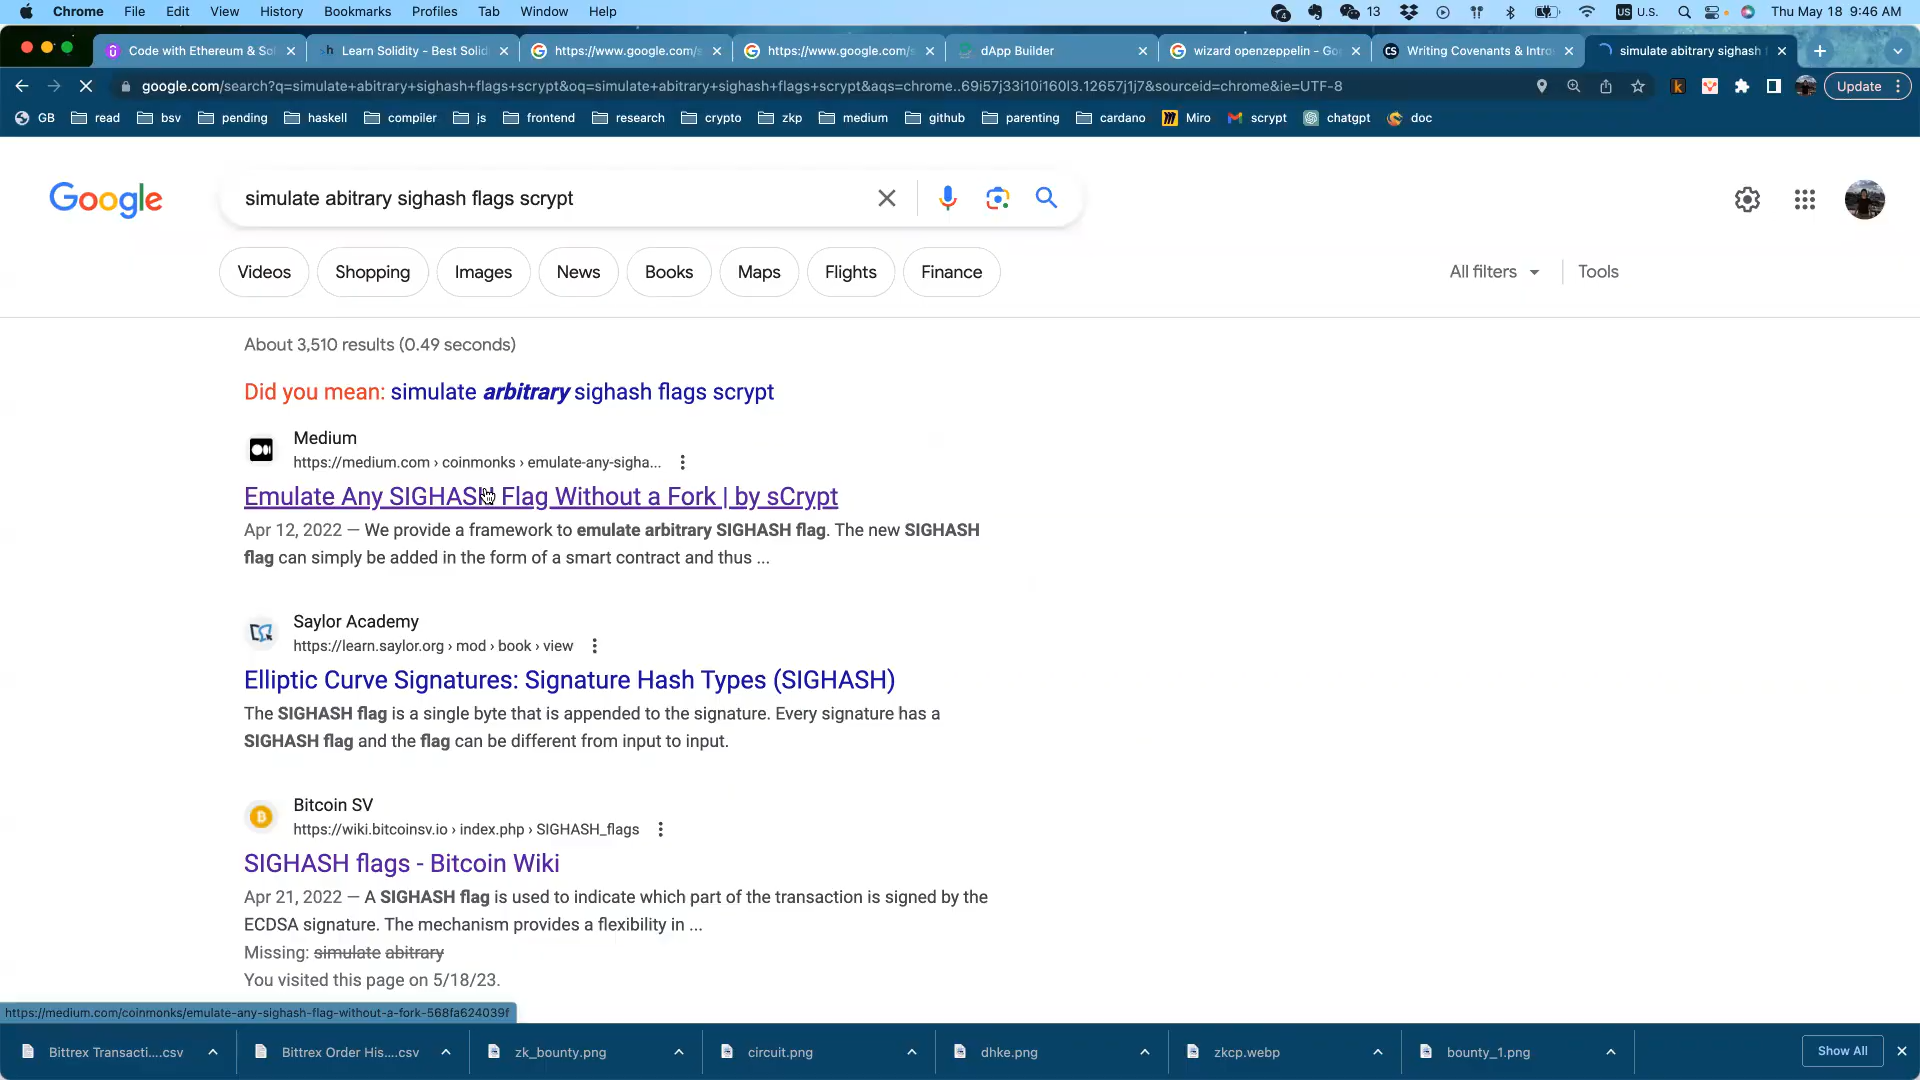 Chrome File Edit View History Bookmarks Profiles Tab Window Help 4 13 US U.S. Thu May 18 9:46 AM
Code with Ethereum & Sol Learn Solidity - Best Solidi https://www.google.com/s https://www.google.com/s dApp Builder wizard openzeppelin - Goo CS Writing Covenants & Intro simulate abitrary sighash f
google.com/search?q=simulate+abitrary+sighash+flags+scrypt&oq=simulate+abitrary+sighash+flags+scrypt&aqs=chrome..69i57j33i10i160l3.12657j1j7&sourceid=chrome&ie=UTF-8 Update
GB read bsv pending haskell compiler js frontend research crypto zkp medium github parenting cardano Miro scrypt chatgpt doc
Google simulate abitrary sighash flags scrypt
Videos Shopping Images News Books Maps Flights Finance All filters Tools
About 3,510 results (0.49 seconds)
Did you mean: simulate arbitrary sighash flags scrypt
Medium
https://medium.com › coinmonks › emulate-any-sigha...
Emulate Any SIGHASH Flag Without a Fork | by sCrypt
Apr 12, 2022 — We provide a framework to emulate arbitrary SIGHASH flag. The new SIGHASH
flag can simply be added in the form of a smart contract and thus ...
Saylor Academy
https://learn.saylor.org › mod › book › view
Elliptic Curve Signatures: Signature Hash Types (SIGHASH)
The SIGHASH flag is a single byte that is appended to the signature. Every signature has a
SIGHASH flag and the flag can be different from input to input.
Bitcoin SV
https://wiki.bitcoinsv.io › index.php › SIGHASH_flags
SIGHASH flags - Bitcoin Wiki
Apr 21, 2022 — A SIGHASH flag is used to indicate which part of the transaction is signed by the
ECDSA signature. The mechanism provides a flexibility in ...
Missing: simulate abitrary
You visited this page on 5/18/23.
https://medium.com/coinmonks/emulate-any-sighash-flag-without-a-fork-568fa624039f
Bittrex Transacti....csv Bittrex Order His....csv zk_bounty.png circuit.png dhke.png zkcp.webp bounty_1.png Show All